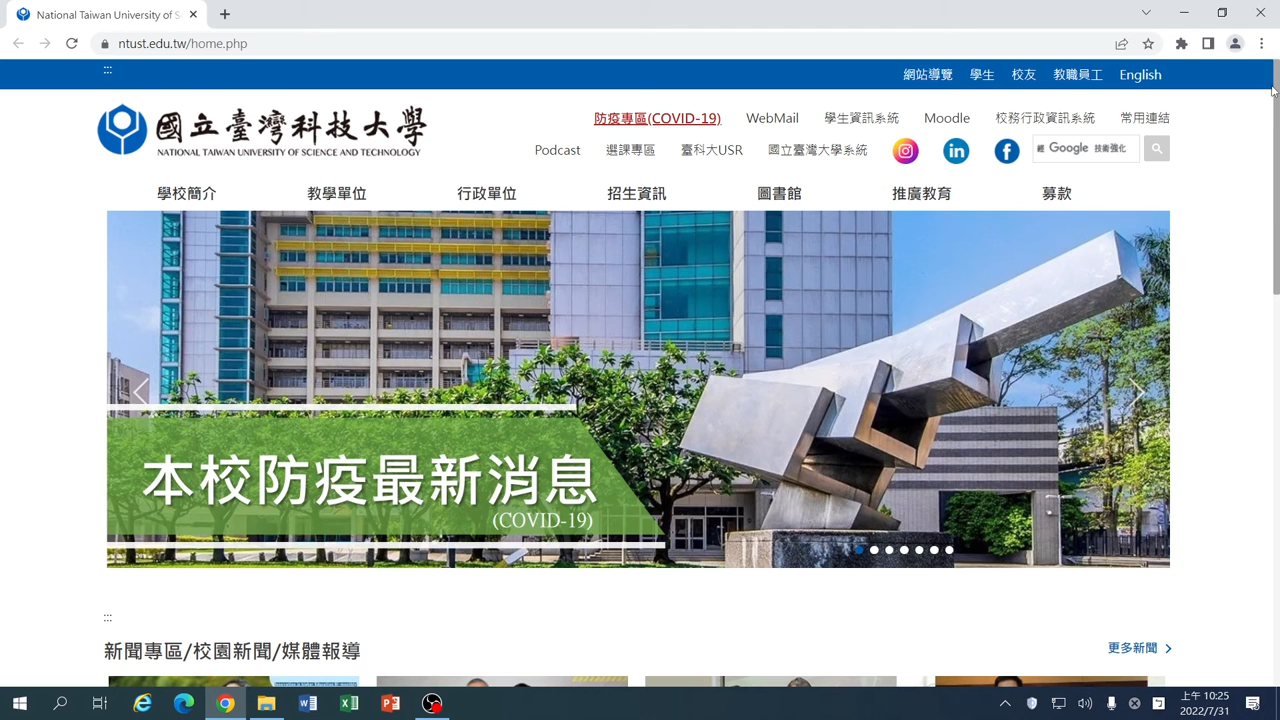 National Taiwan University of S
ntust.edu.tw/home.php
:::
網站導覽 學生 校友 教職員工 English
國立臺灣科技大學
NATIONAL TAIWAN UNIVERSITY OF SCIENCE AND TECHNOLOGY
防疫專區(COVID-19) WebMail 學生資訊系統 Moodle 校務行政資訊系統 常用連結
Podcast 選課專區 臺科大USR 國立臺灣大學系統
經 Google 技術強化
學校簡介 教學單位 行政單位 招生資訊 圖書館 推廣教育 募款
本校防疫最新消息
(COVID-19)
:::
新聞專區/校園新聞/媒體報導
更多新聞
上午 10:25
2022/7/31